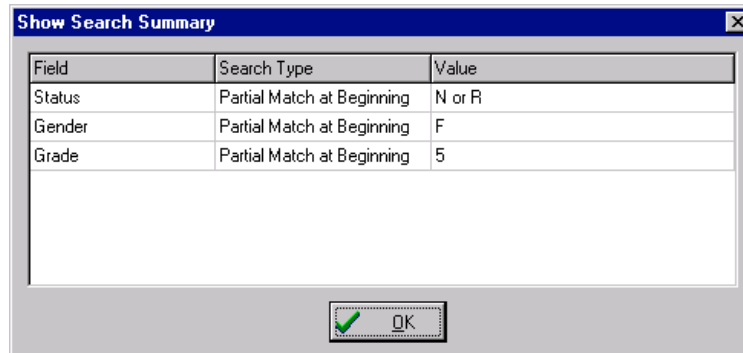 Show Search Summary
Field Search Type Value
Status Partial Match at Beginning N or R
Gender Partial Match at Beginning F
Grade Partial Match at Beginning 5
OK